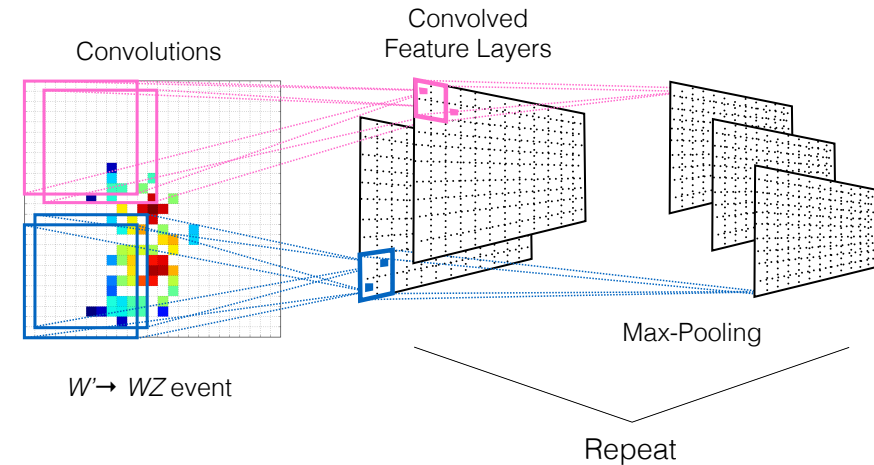 Convolutions
Convolved
Feature Layers
Max-Pooling
W'→ WZ event
Repeat